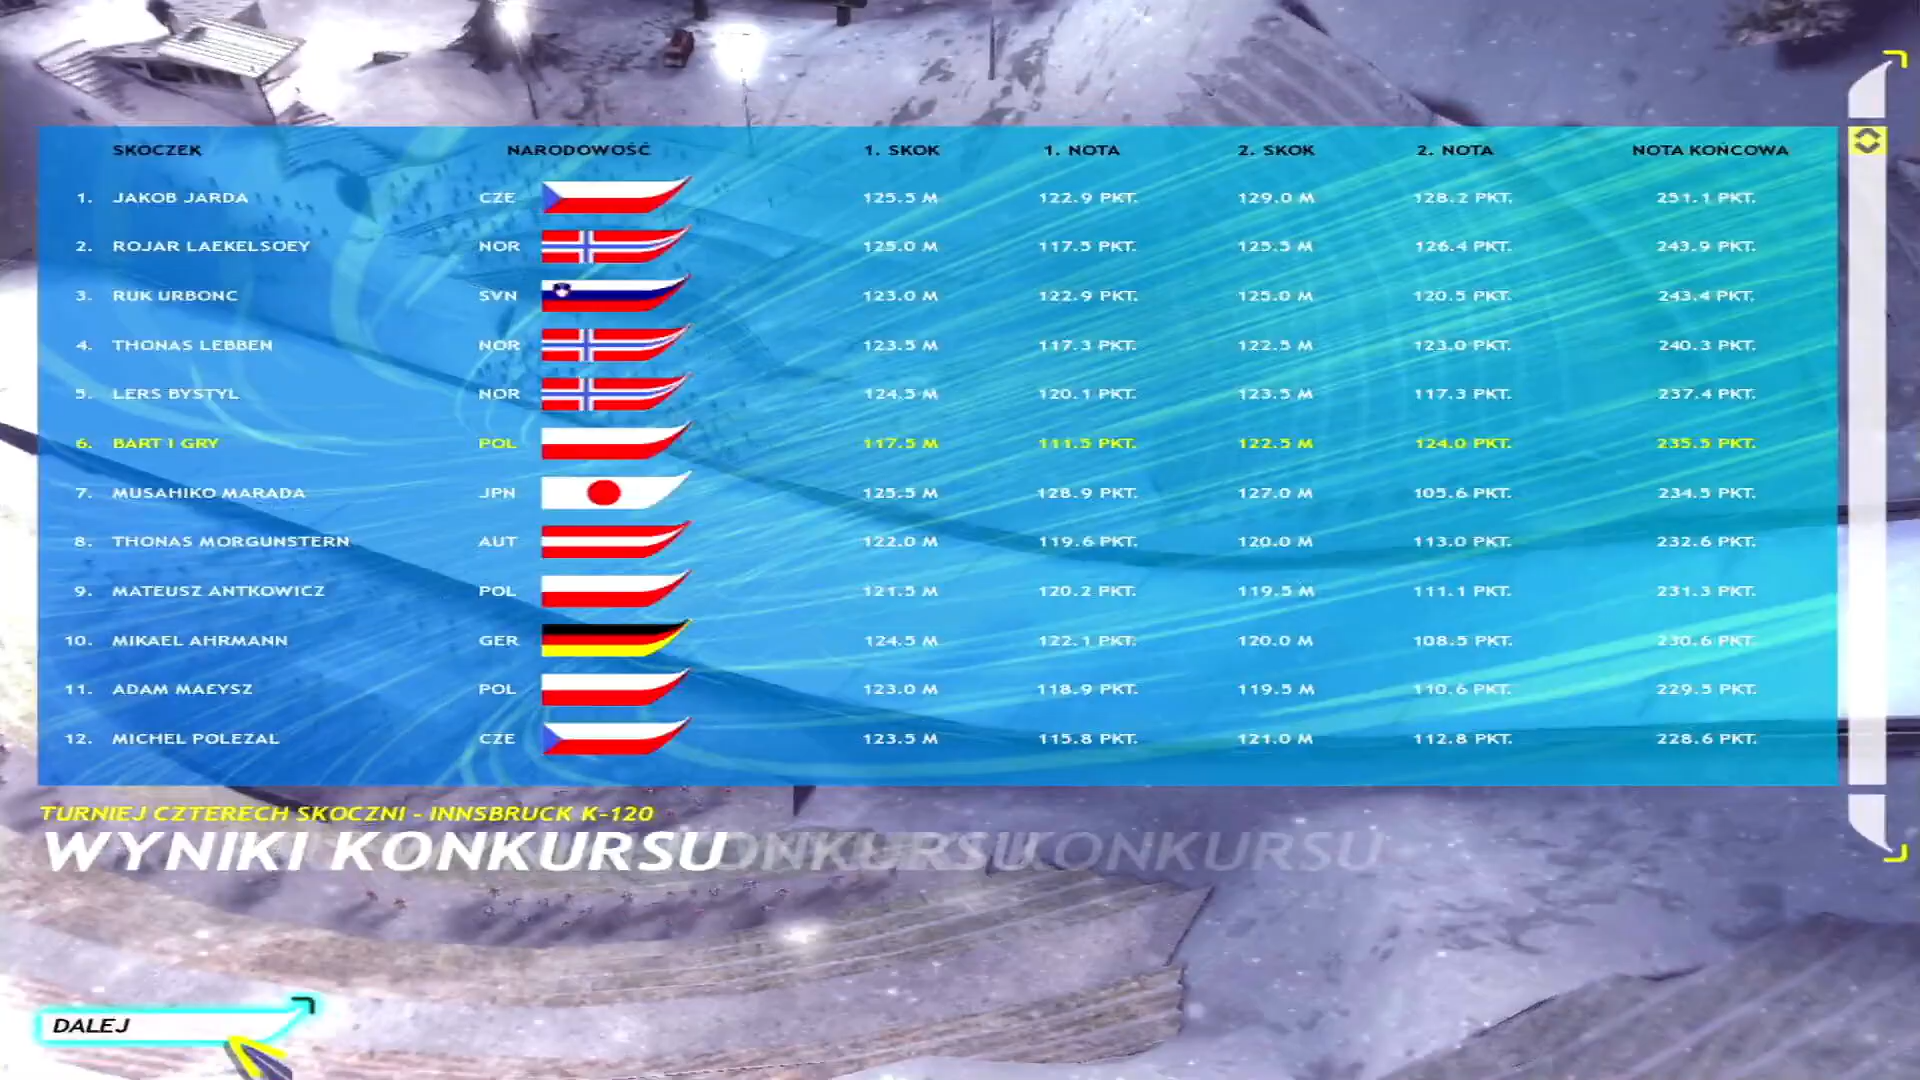 SKOCZEK NARODOWOŚĆ 1. SKOK 1. NOTA 2. SKOK 2. NOTA NOTA KOŃCOWA
1. JAKOB JARDA CZE 125.5 M 122.9 PKT. 129.0 M 128.2 PKT. 251.1 PKT.
2. ROJAR LAEKELSOEY NOR 125.0 M 117.5 PKT. 125.5 M 126.4 PKT. 243.9 PKT.
3. RUK URBONC SVN 123.0 M 122.9 PKT. 125.0 M 120.5 PKT. 243.4 PKT.
4. THONAS LEBBEN NOR 123.5 M 117.3 PKT. 122.5 M 123.0 PKT. 240.3 PKT.
5. LERS BYSTYL NOR 124.5 M 120.1 PKT. 123.5 M 117.3 PKT. 237.4 PKT.
6. BART I GRY POL 117.5 M 111.5 PKT. 122.5 M 124.0 PKT. 235.5 PKT.
7. MUSAHIKO MARADA JPN 125.5 M 128.9 PKT. 127.0 M 105.6 PKT. 234.5 PKT.
8. THONAS MORGUNSTERN AUT 122.0 M 119.6 PKT. 120.0 M 113.0 PKT. 232.6 PKT.
9. MATEUSZ ANTKOWICZ POL 121.5 M 120.2 PKT. 119.5 M 111.1 PKT. 231.3 PKT.
10. MIKAEL AHRMANN GER 124.5 M 122.1 PKT. 120.0 M 108.5 PKT. 230.6 PKT.
11. ADAM MAEYSZ POL 123.0 M 118.9 PKT. 119.5 M 110.6 PKT. 229.5 PKT.
12. MICHEL POLEZAL CZE 123.5 M 115.8 PKT. 121.0 M 112.8 PKT. 228.6 PKT.
TURNIEJ CZTERECH SKOCZNI - INNSBRUCK K-120
WYNIKI KONKURSU
DALEJ